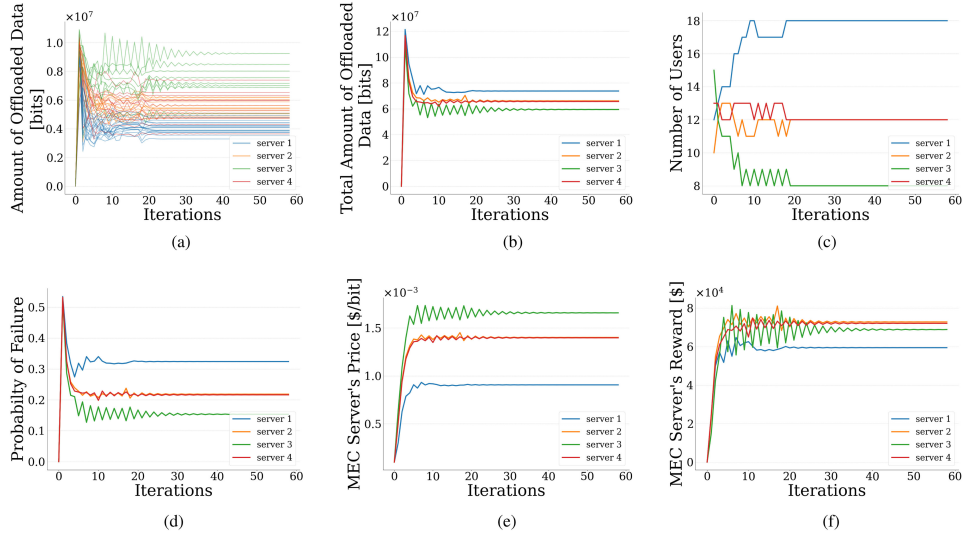 ×10⁷
Amount of Offloaded Data
[bits]
1.0
0.8
0.6
0.4
0.2
0.0
0 10 20 30 40 50 60
Iterations
server 1
server 2
server 3
server 4
(a)
×10⁷
Total Amount of Offloaded
Data [bits]
12
10
8
6
4
2
0
0 10 20 30 40 50 60
Iterations
server 1
server 2
server 3
server 4
(b)
Number of Users
18
16
14
12
10
8
0 10 20 30 40 50 60
Iterations
server 1
server 2
server 3
server 4
(c)
Probabilty of Failure
0.5
0.4
0.3
0.2
0.1
0.0
0 10 20 30 40 50 60
Iterations
server 1
server 2
server 3
server 4
(d)
×10⁻³
MEC Server's Price [$/bit]
1.5
1.0
0.5
0 10 20 30 40 50 60
Iterations
server 1
server 2
server 3
server 4
(e)
×10⁴
MEC Server's Reward [$]
8
6
4
2
0
0 10 20 30 40 50 60
Iterations
server 1
server 2
server 3
server 4
(f)